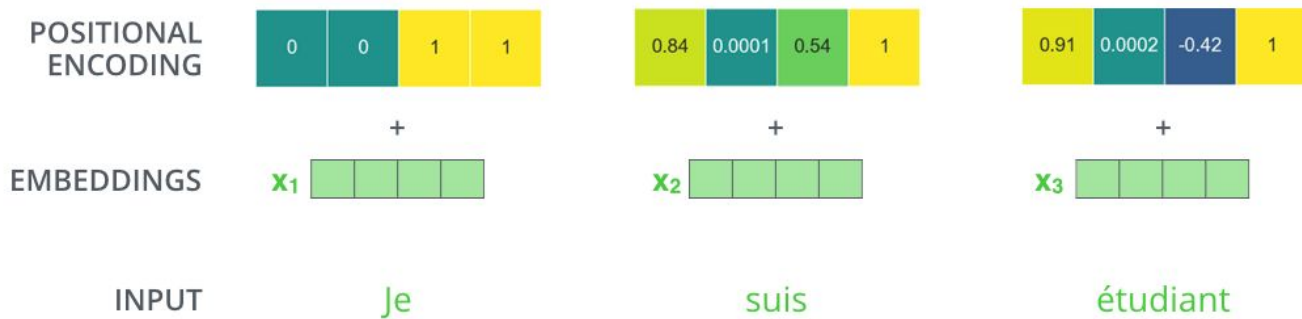 POSITIONAL
ENCODING
0 0 1 1
0.84 0.0001 0.54 1
0.91 0.0002 -0.42 1
+ + +
EMBEDDINGS
x1 x2 x3
INPUT
Je suis étudiant